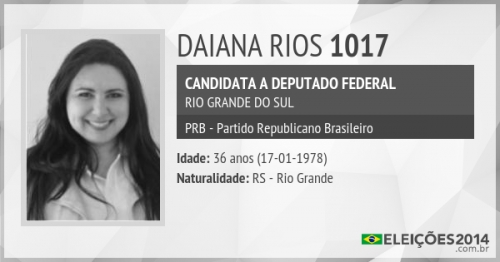 DAIANA RIOS 1017
CANDIDATA A DEPUTADO FEDERAL
RIO GRANDE DO SUL
PRB - Partido Republicano Brasileiro
Idade: 36 anos (17-01-1978)
Naturalidade: RS - Rio Grande
ELEIÇÕES2014
.com.br